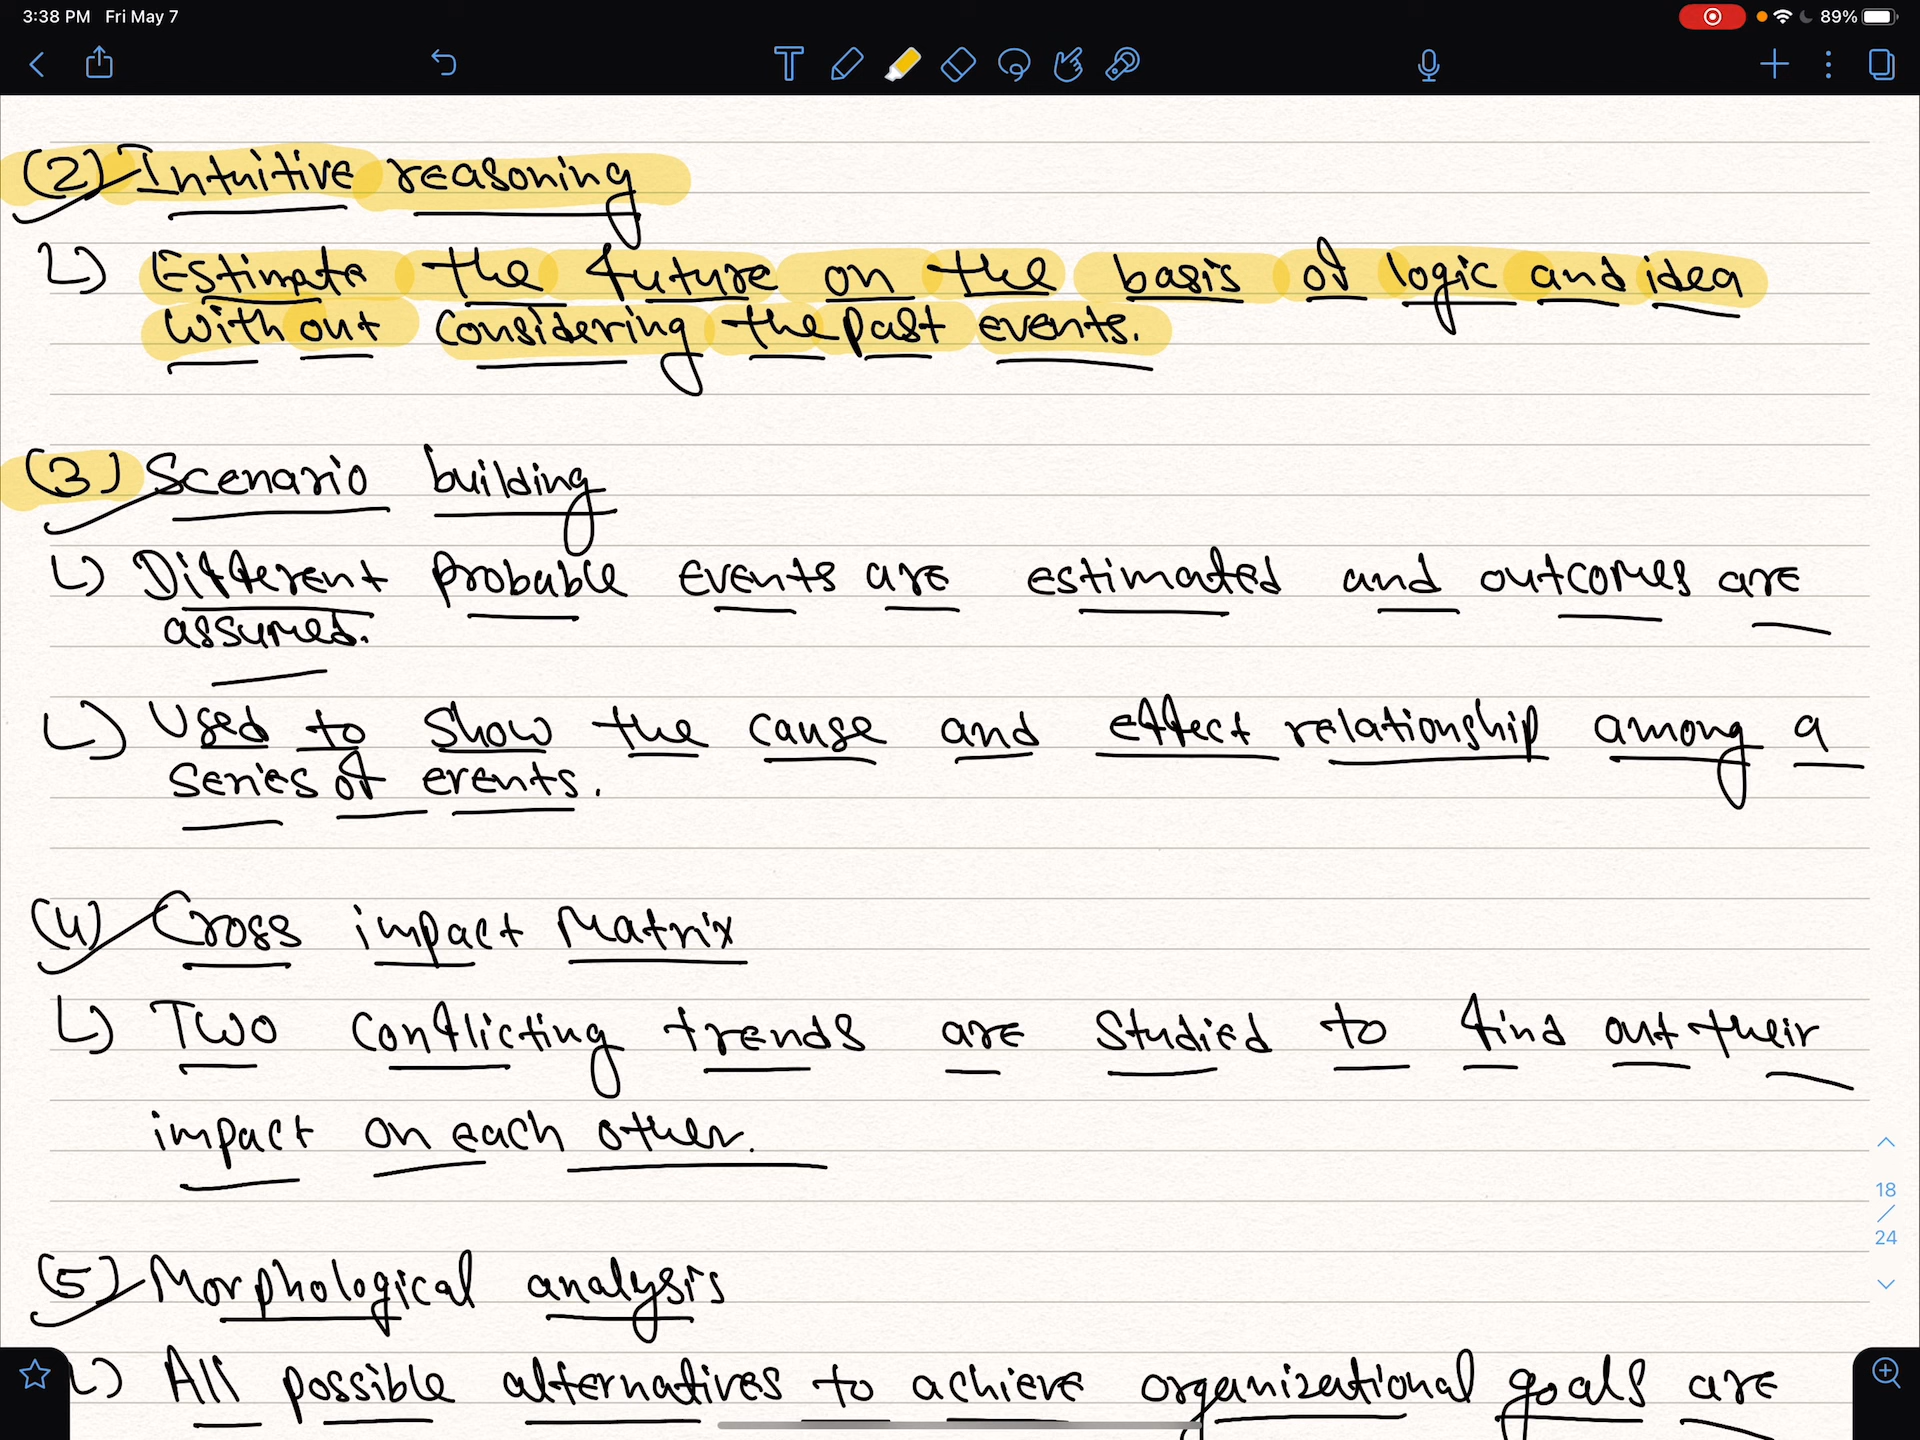 3:38 PM Fri May 7
89%
(2) Intuitive reasoning
Estimate the future on the basis of logic and idea
without considering the past events.
(3) Scenario building
Different probable events are estimated and outcomes are
assumed.
Used to show the cause and effect relationship among a
series of events.
(4) Cross impact Matrix
Two conflicting trends are studied to find out their
impact on each other.
18
/
24
(5) Morphological analysis
All possible alternatives to achieve organizational goals are